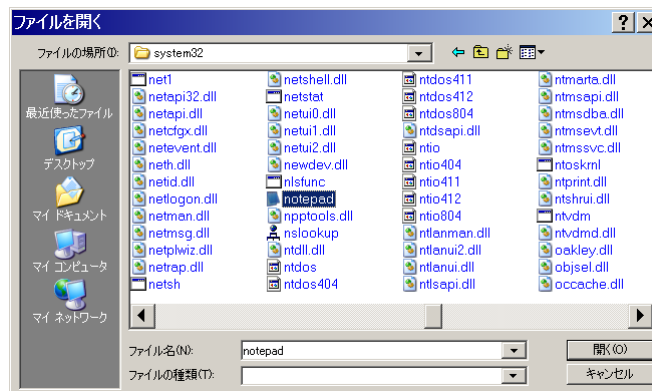 ファイルを開く
ファイルの場所(I):
system32
最近使ったファイル
デスクトップ
マイ ドキュメント
マイ コンピュータ
マイ ネットワーク
net1
netapi32.dll
netapi.dll
netcfgx.dll
netevent.dll
neth.dll
netid.dll
netlogon.dll
netman.dll
netmsg.dll
netplwiz.dll
netrap.dll
netsh
netshell.dll
netstat
netui0.dll
netui1.dll
netui2.dll
newdev.dll
nlsfunc
notepad
npptools.dll
nslookup
ntdll.dll
ntdos
ntdos404
ntdos411
ntdos412
ntdos804
ntdsapi.dll
ntio
ntio404
ntio411
ntio412
ntio804
ntlanman.dll
ntlanui2.dll
ntlanui.dll
ntlsapi.dll
ntmarta.dll
ntmsapi.dll
ntmsdba.dll
ntmsevt.dll
ntmssvc.dll
ntoskrnl
ntprint.dll
ntshrui.dll
ntvdm
ntvdmd.dll
oakley.dll
objsel.dll
occache.dll
ファイル名(N):
notepad
開く(O)
ファイルの種類(T):
キャンセル